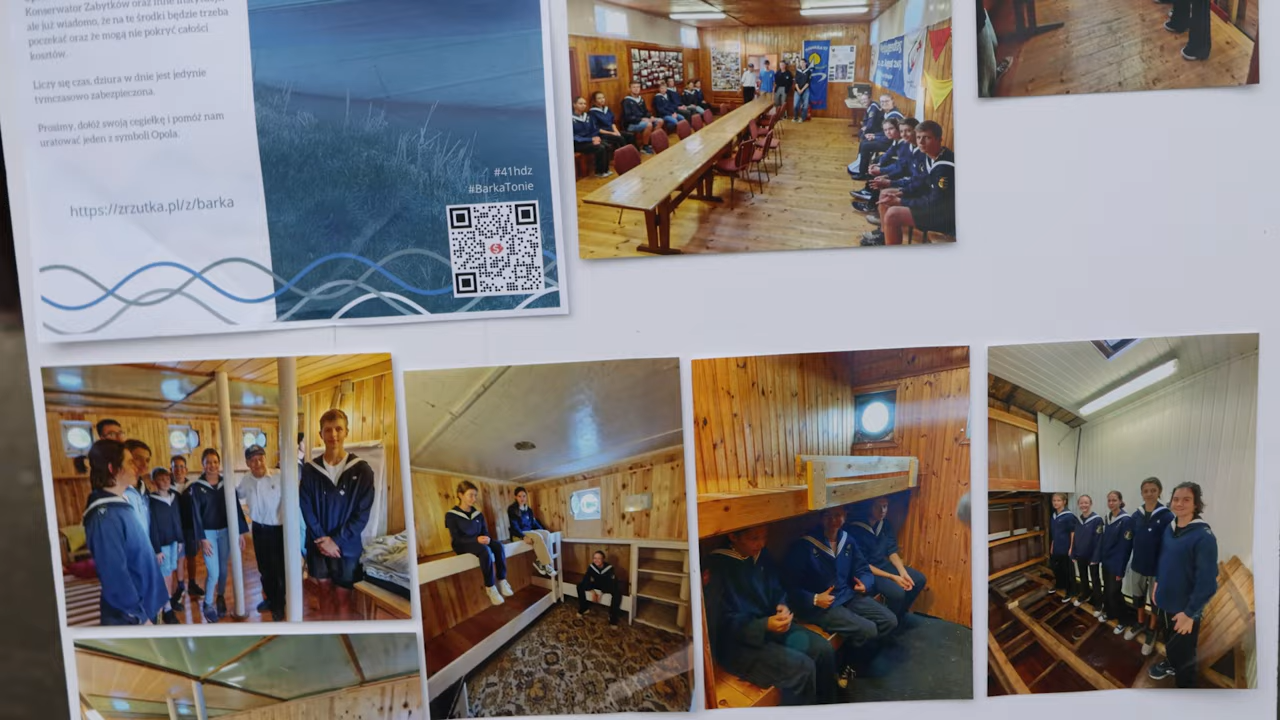 Konserwator Zabytków oraz inne instytucje,
ale już wiadomo, że na te środki będzie trzeba
poczekać oraz że mogą nie pokryć całości
kosztów.
Liczy się czas, dziura w dnie jest jedynie
tymczasowo zabezpieczona.
Prosimy, dołóż swoją cegiełkę i pomóż nam
uratować jeden z symboli Opola.
https://zrzutka.pl/z/barka
#41hdz
#BarkaTonie